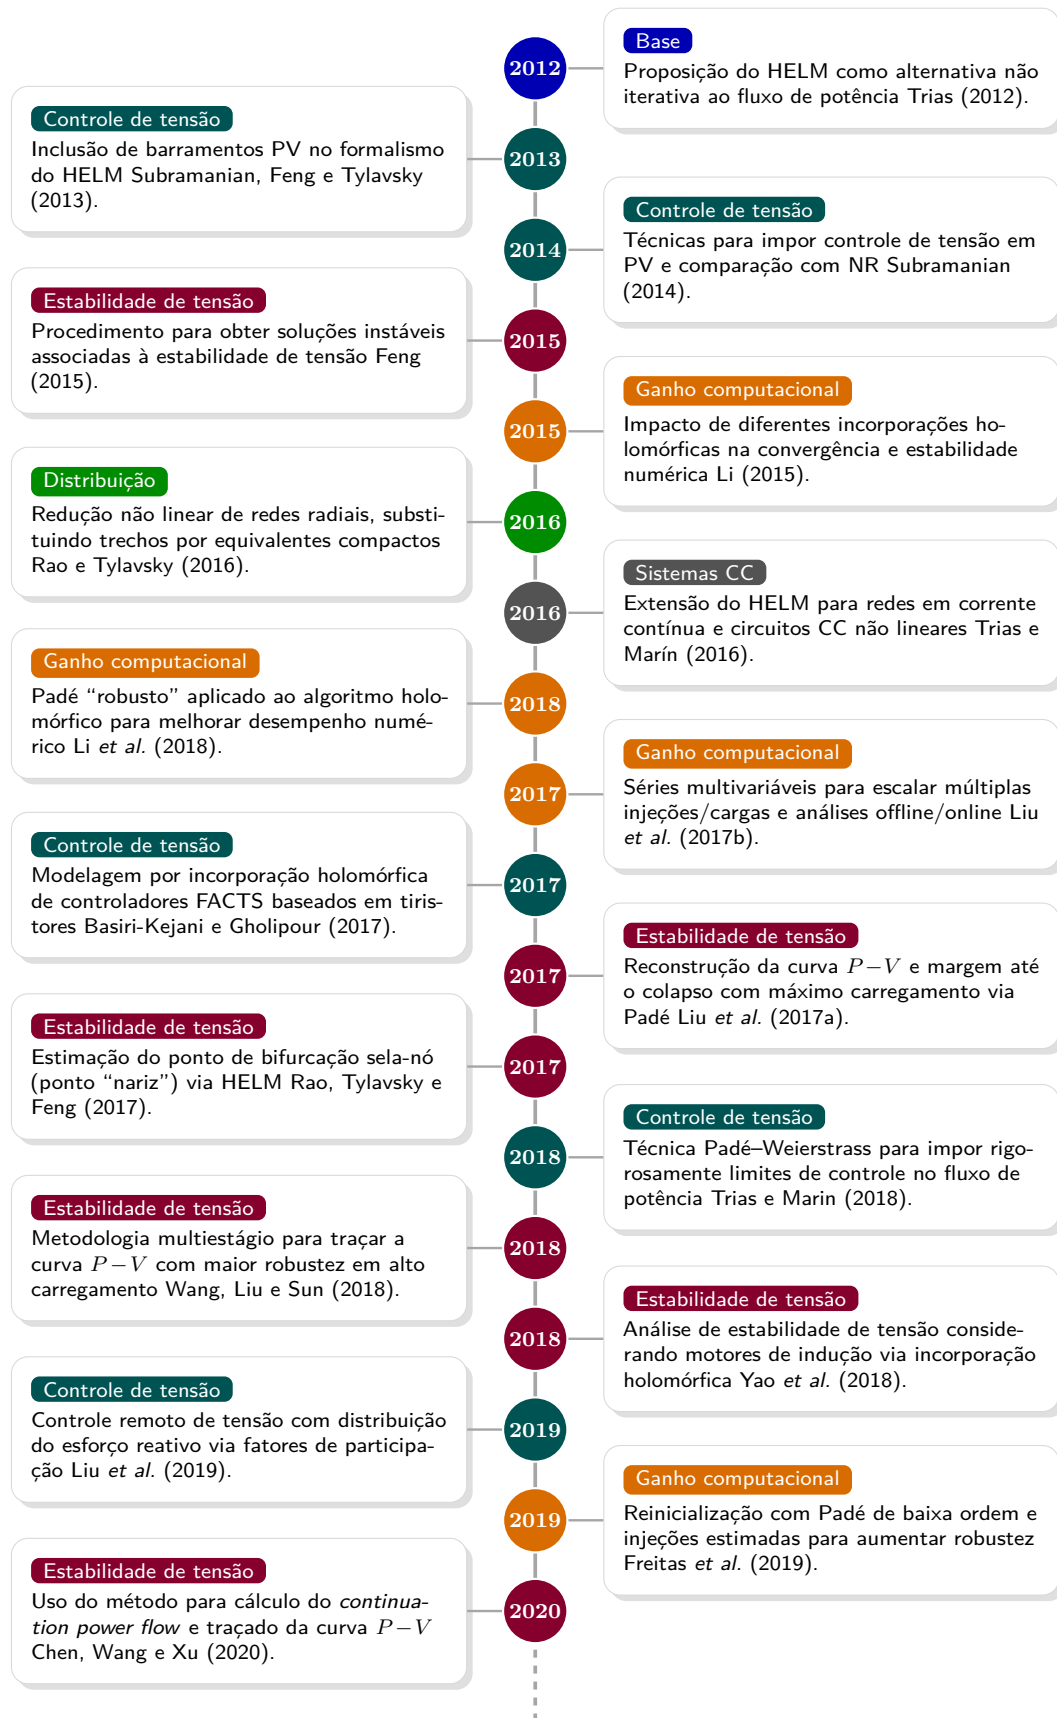 2012
Base
Proposição do HELM como alternativa não
iterativa ao fluxo de potência Trias (2012).
2013
Controle de tensão
Inclusão de barramentos PV no formalismo
do HELM Subramanian, Feng e Tylavsky
(2013).
2014
Controle de tensão
Técnicas para impor controle de tensão em
PV e comparação com NR Subramanian
(2014).
2015
Estabilidade de tensão
Procedimento para obter soluções instáveis
associadas à estabilidade de tensão Feng
(2015).
2015
Ganho computacional
Impacto de diferentes incorporações ho-
lomórficas na convergência e estabilidade
numérica Li (2015).
2016
Distribuição
Redução não linear de redes radiais, substi-
tuindo trechos por equivalentes compactos
Rao e Tylavsky (2016).
2016
Sistemas CC
Extensão do HELM para redes em corrente
contínua e circuitos CC não lineares Trias e
Marín (2016).
2018
Ganho computacional
Padé “robusto” aplicado ao algoritmo holo-
mórfico para melhorar desempenho numé-
rico Li et al. (2018).
2017
Ganho computacional
Séries multivariáveis para escalar múltiplas
injeções/cargas e análises offline/online Liu
et al. (2017b).
2017
Controle de tensão
Modelagem por incorporação holomórfica
de controladores FACTS baseados em tiris-
tores Basiri-Kejani e Gholipour (2017).
2017
Estabilidade de tensão
Reconstrução da curva P−V e margem até
o colapso com máximo carregamento via
Padé Liu et al. (2017a).
2017
Estabilidade de tensão
Estimação do ponto de bifurcação sela-nó
(ponto “nariz”) via HELM Rao, Tylavsky e
Feng (2017).
2018
Controle de tensão
Técnica Padé–Weierstrass para impor rigo-
rosamente limites de controle no fluxo de
potência Trias e Marin (2018).
2018
Estabilidade de tensão
Metodologia multiestágio para traçar a
curva P−V com maior robustez em alto
carregamento Wang, Liu e Sun (2018).
2018
Estabilidade de tensão
Análise de estabilidade de tensão conside-
rando motores de indução via incorporação
holomórfica Yao et al. (2018).
2019
Controle de tensão
Controle remoto de tensão com distribuição
do esforço reativo via fatores de participa-
ção Liu et al. (2019).
2019
Ganho computacional
Reinicialização com Padé de baixa ordem e
injeções estimadas para aumentar robustez
Freitas et al. (2019).
2020
Estabilidade de tensão
Uso do método para cálculo do continua-
tion power flow e traçado da curva P−V
Chen, Wang e Xu (2020).